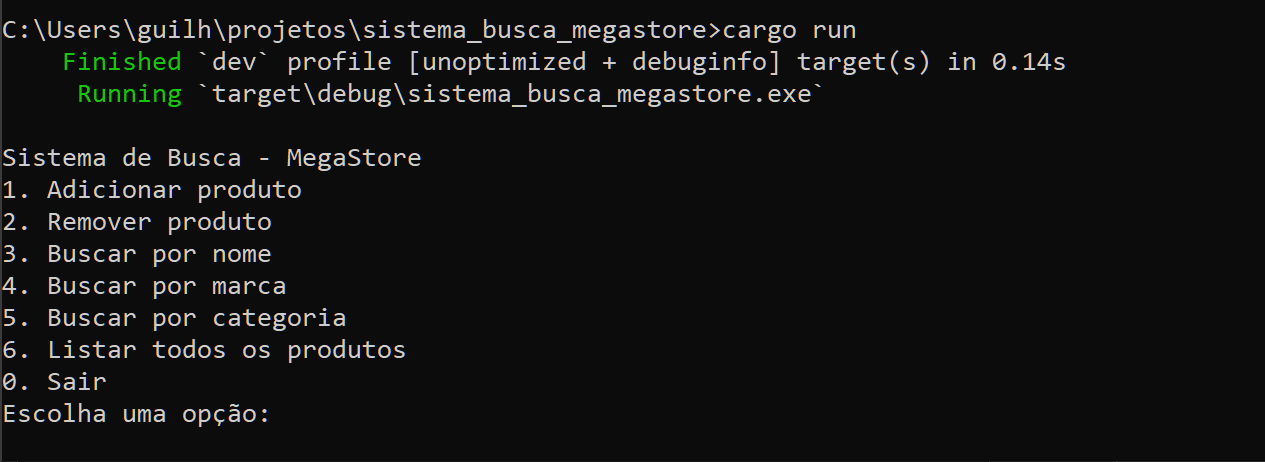 C:\Users\guilh\projetos\sistema_busca_megastore>cargo run
Finished `dev` profile [unoptimized + debuginfo] target(s) in 0.14s
Running `target\debug\sistema_busca_megastore.exe`
Sistema de Busca - MegaStore
1. Adicionar produto
2. Remover produto
3. Buscar por nome
4. Buscar por marca
5. Buscar por categoria
6. Listar todos os produtos
0. Sair
Escolha uma opção: